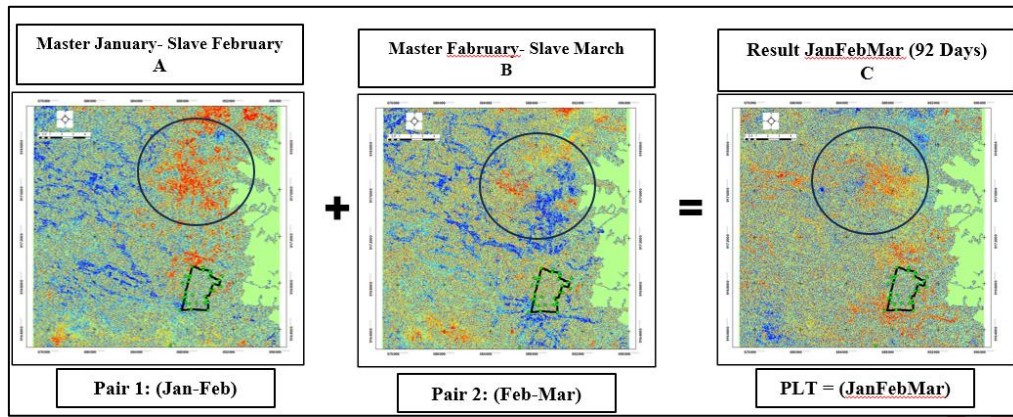 Master January- Slave February
A
Master Fabruary- Slave March
B
Result JanFebMar (92 Days)
C
+
=
Pair 1: (Jan-Feb)
Pair 2: (Feb-Mar)
PLT = (JanFebMar)